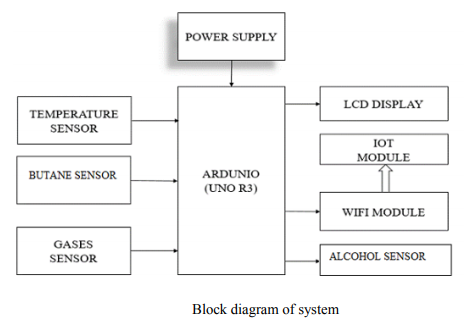 POWER SUPPLY
TEMPERATURE
SENSOR
BUTANE SENSOR
GASES
SENSOR
ARDUNIO
(UNO R3)
LCD DISPLAY
IOT
MODULE
WIFI MODULE
ALCOHOL SENSOR
Block diagram of system